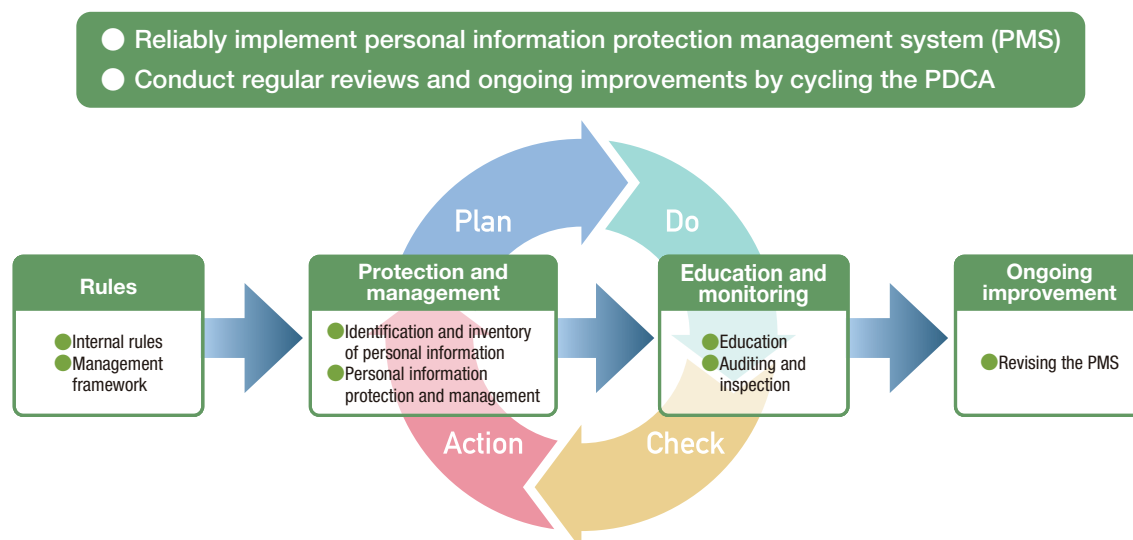 ● Reliably implement personal information protection management system (PMS)
● Conduct regular reviews and ongoing improvements by cycling the PDCA
Plan
Do
Rules
● Internal rules
● Management
framework
Protection and
management
● Identification and inventory
of personal information
● Personal information
protection and management
Education and
monitoring
● Education
● Auditing and
inspection
Ongoing
improvement
● Revising the PMS
Action
Check